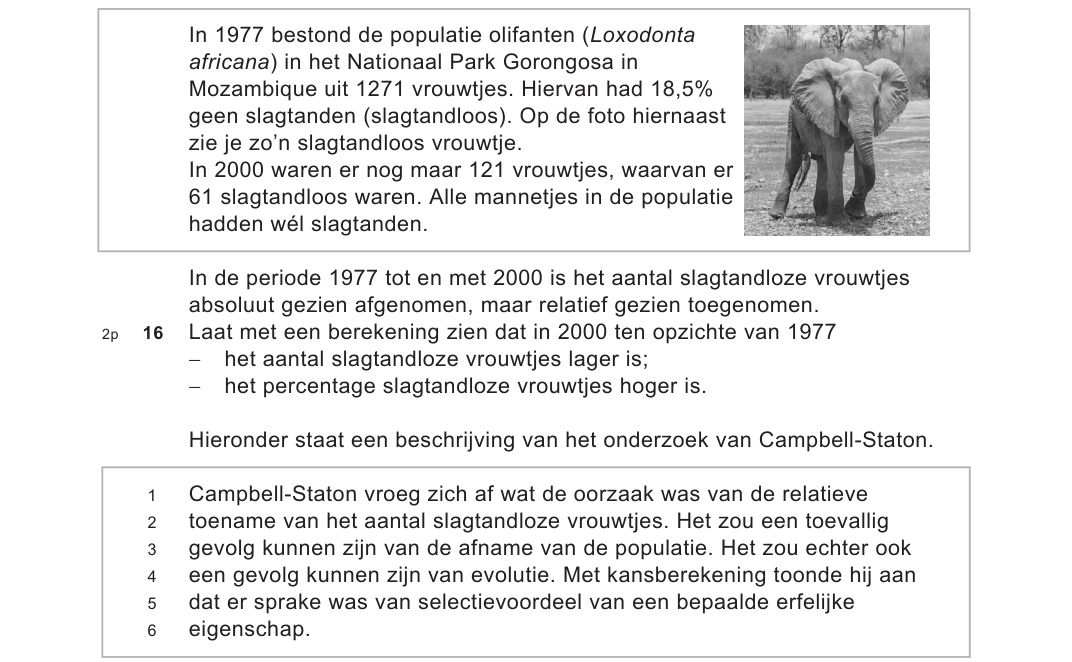 In 1977 bestond de populatie olifanten (Loxodonta
africana) in het Nationaal Park Gorongosa in
Mozambique uit 1271 vrouwtjes. Hiervan had 18,5%
geen slagtanden (slagtandloos). Op de foto hiernaast
zie je zo’n slagtandloos vrouwtje.
In 2000 waren er nog maar 121 vrouwtjes, waarvan er
61 slagtandloos waren. Alle mannetjes in de populatie
hadden wél slagtanden.
In de periode 1977 tot en met 2000 is het aantal slagtandloze vrouwtjes
absoluut gezien afgenomen, maar relatief gezien toegenomen.
2p 16 Laat met een berekening zien dat in 2000 ten opzichte van 1977
– het aantal slagtandloze vrouwtjes lager is;
– het percentage slagtandloze vrouwtjes hoger is.
Hieronder staat een beschrijving van het onderzoek van Campbell-Staton.
1 Campbell-Staton vroeg zich af wat de oorzaak was van de relatieve
2 toename van het aantal slagtandloze vrouwtjes. Het zou een toevallig
3 gevolg kunnen zijn van de afname van de populatie. Het zou echter ook
4 een gevolg kunnen zijn van evolutie. Met kansberekening toonde hij aan
5 dat er sprake was van selectievoordeel van een bepaalde erfelijke
6 eigenschap.